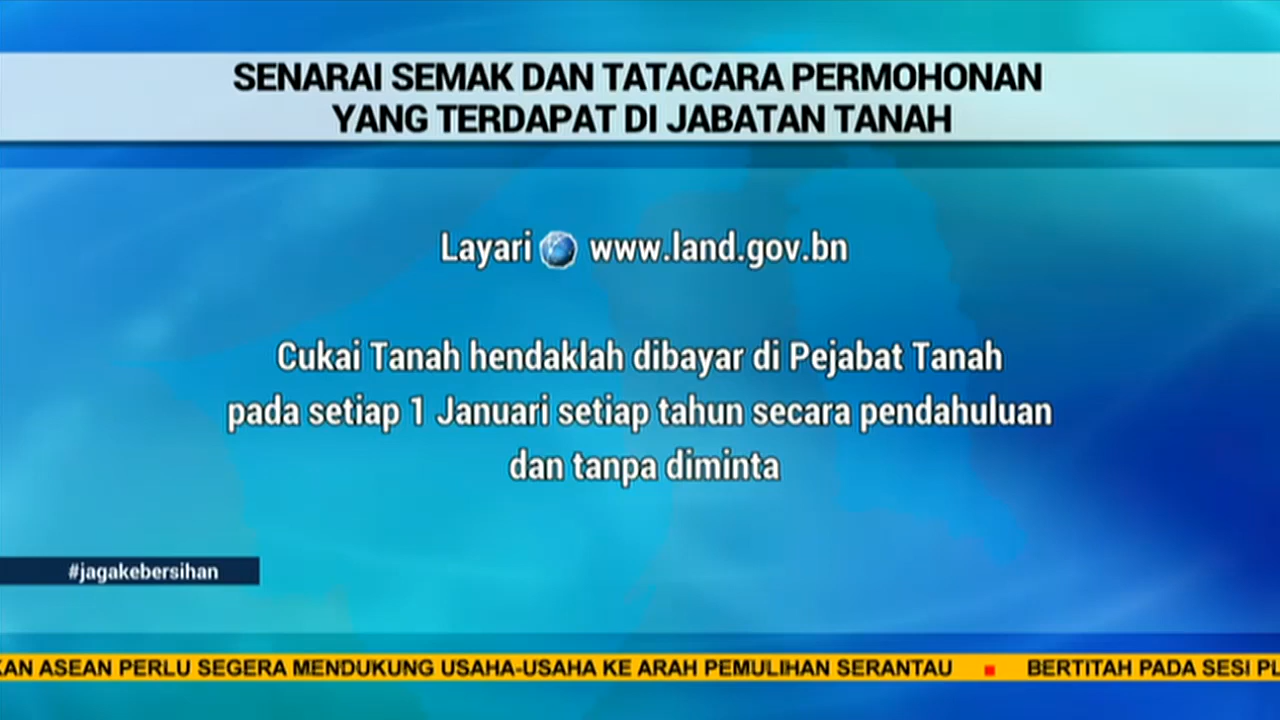 SENARAI SEMAK DAN TATACARA PERMOHONAN
YANG TERDAPAT DI JABATAN TANAH
Layari www.land.gov.bn
Cukai Tanah hendaklah dibayar di Pejabat Tanah
pada setiap 1 Januari setiap tahun secara pendahuluan
dan tanpa diminta
#jagakebersihan
ASEAN PERLU SEGERA MENDUKUNG USAHA-USAHA KE ARAH PEMULIHAN SERANTAU BERTITAH PADA SESI